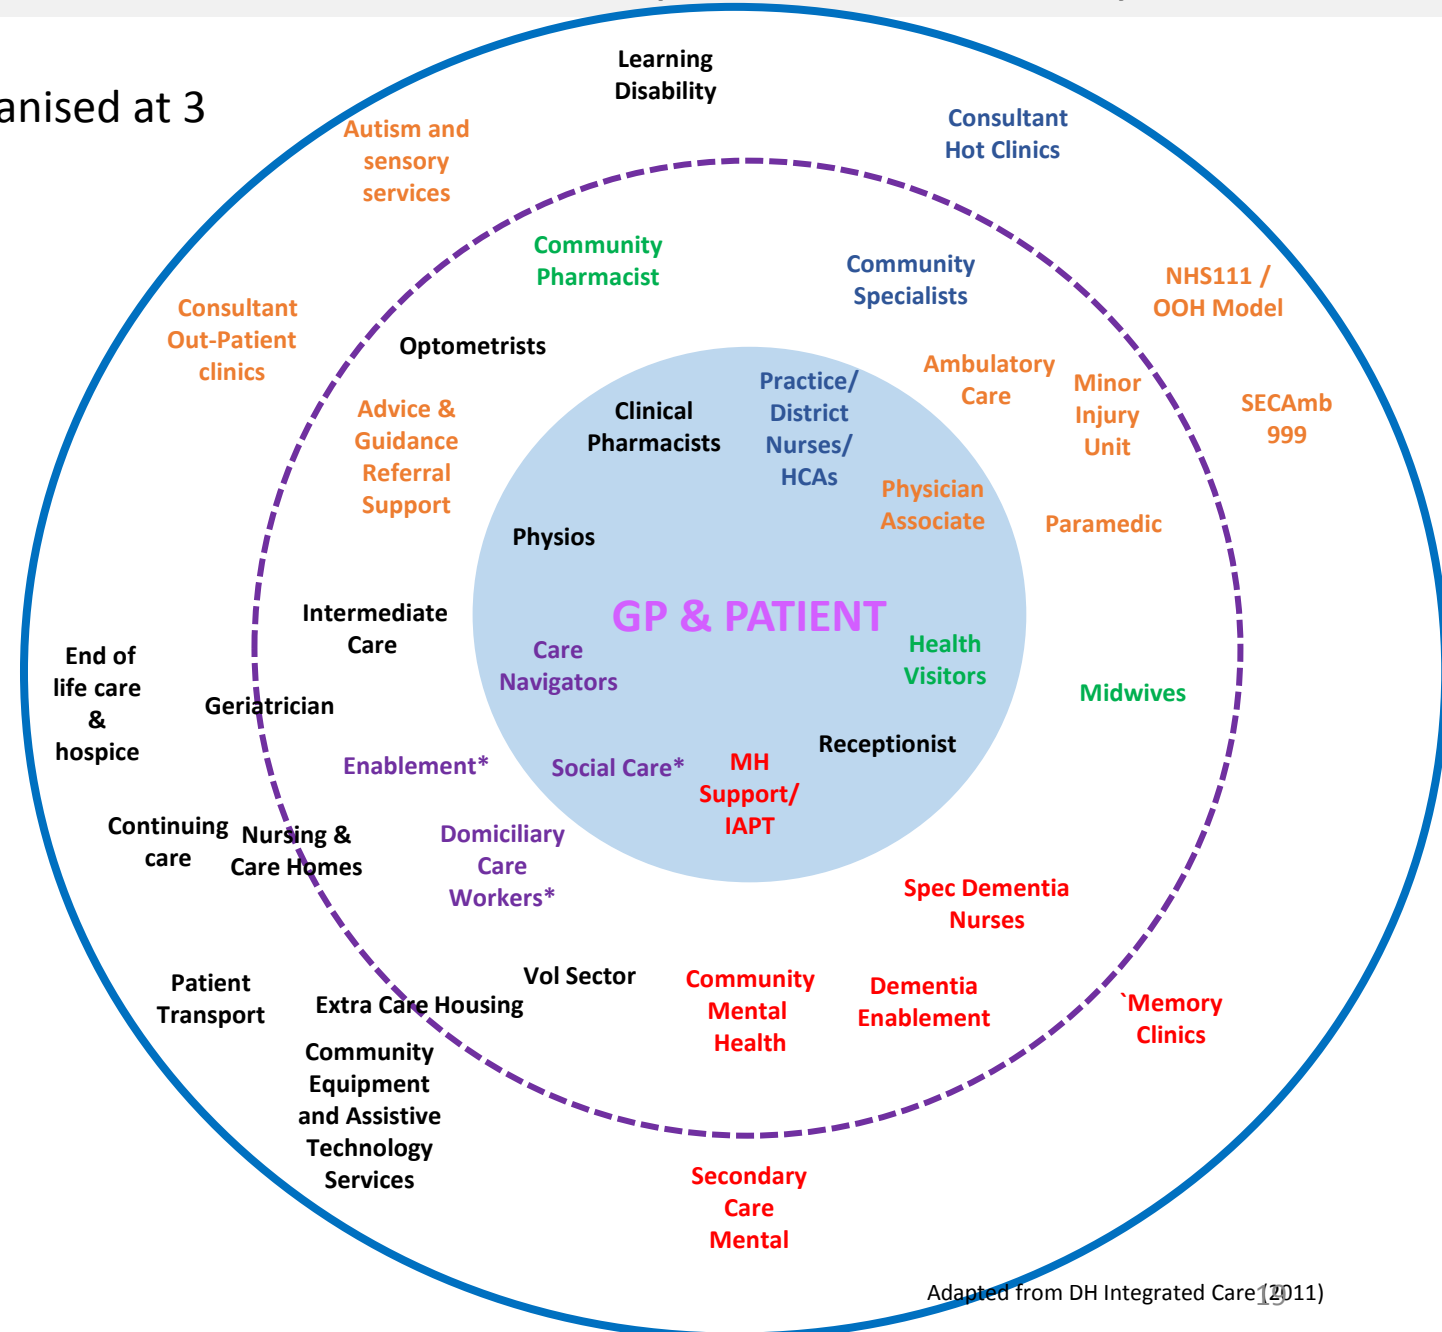 anised at 3
Learning
Disability
Autism and
sensory
services
Consultant
Hot Clinics
Community
Pharmacist
Community
Specialists
NHS111 /
OOH Model
Consultant
Out-Patient
clinics
Optometrists
Ambulatory
Care
Minor
Injury
Unit
SECAmb
999
Advice &
Guidance
Referral
Support
Clinical
Pharmacists
Practice/
District
Nurses/
HCAs
Physician
Associate
Paramedic
Physios
Intermediate
Care
GP & PATIENT
Care
Navigators
Health
Visitors
Midwives
End of
life care
&
hospice
Geriatrician
Receptionist
Enablement*
Social Care*
MH
Support/
IAPT
Continuing
care
Nursing &
Care Homes
Domiciliary
Care
Workers*
Spec Dementia
Nurses
Patient
Transport
Extra Care Housing
Vol Sector
Community
Mental
Health
Dementia
Enablement
`Memory
Clinics
Community
Equipment
and Assistive
Technology
Services
Secondary
Care
Mental
Adapted from DH Integrated Care (2011)
19